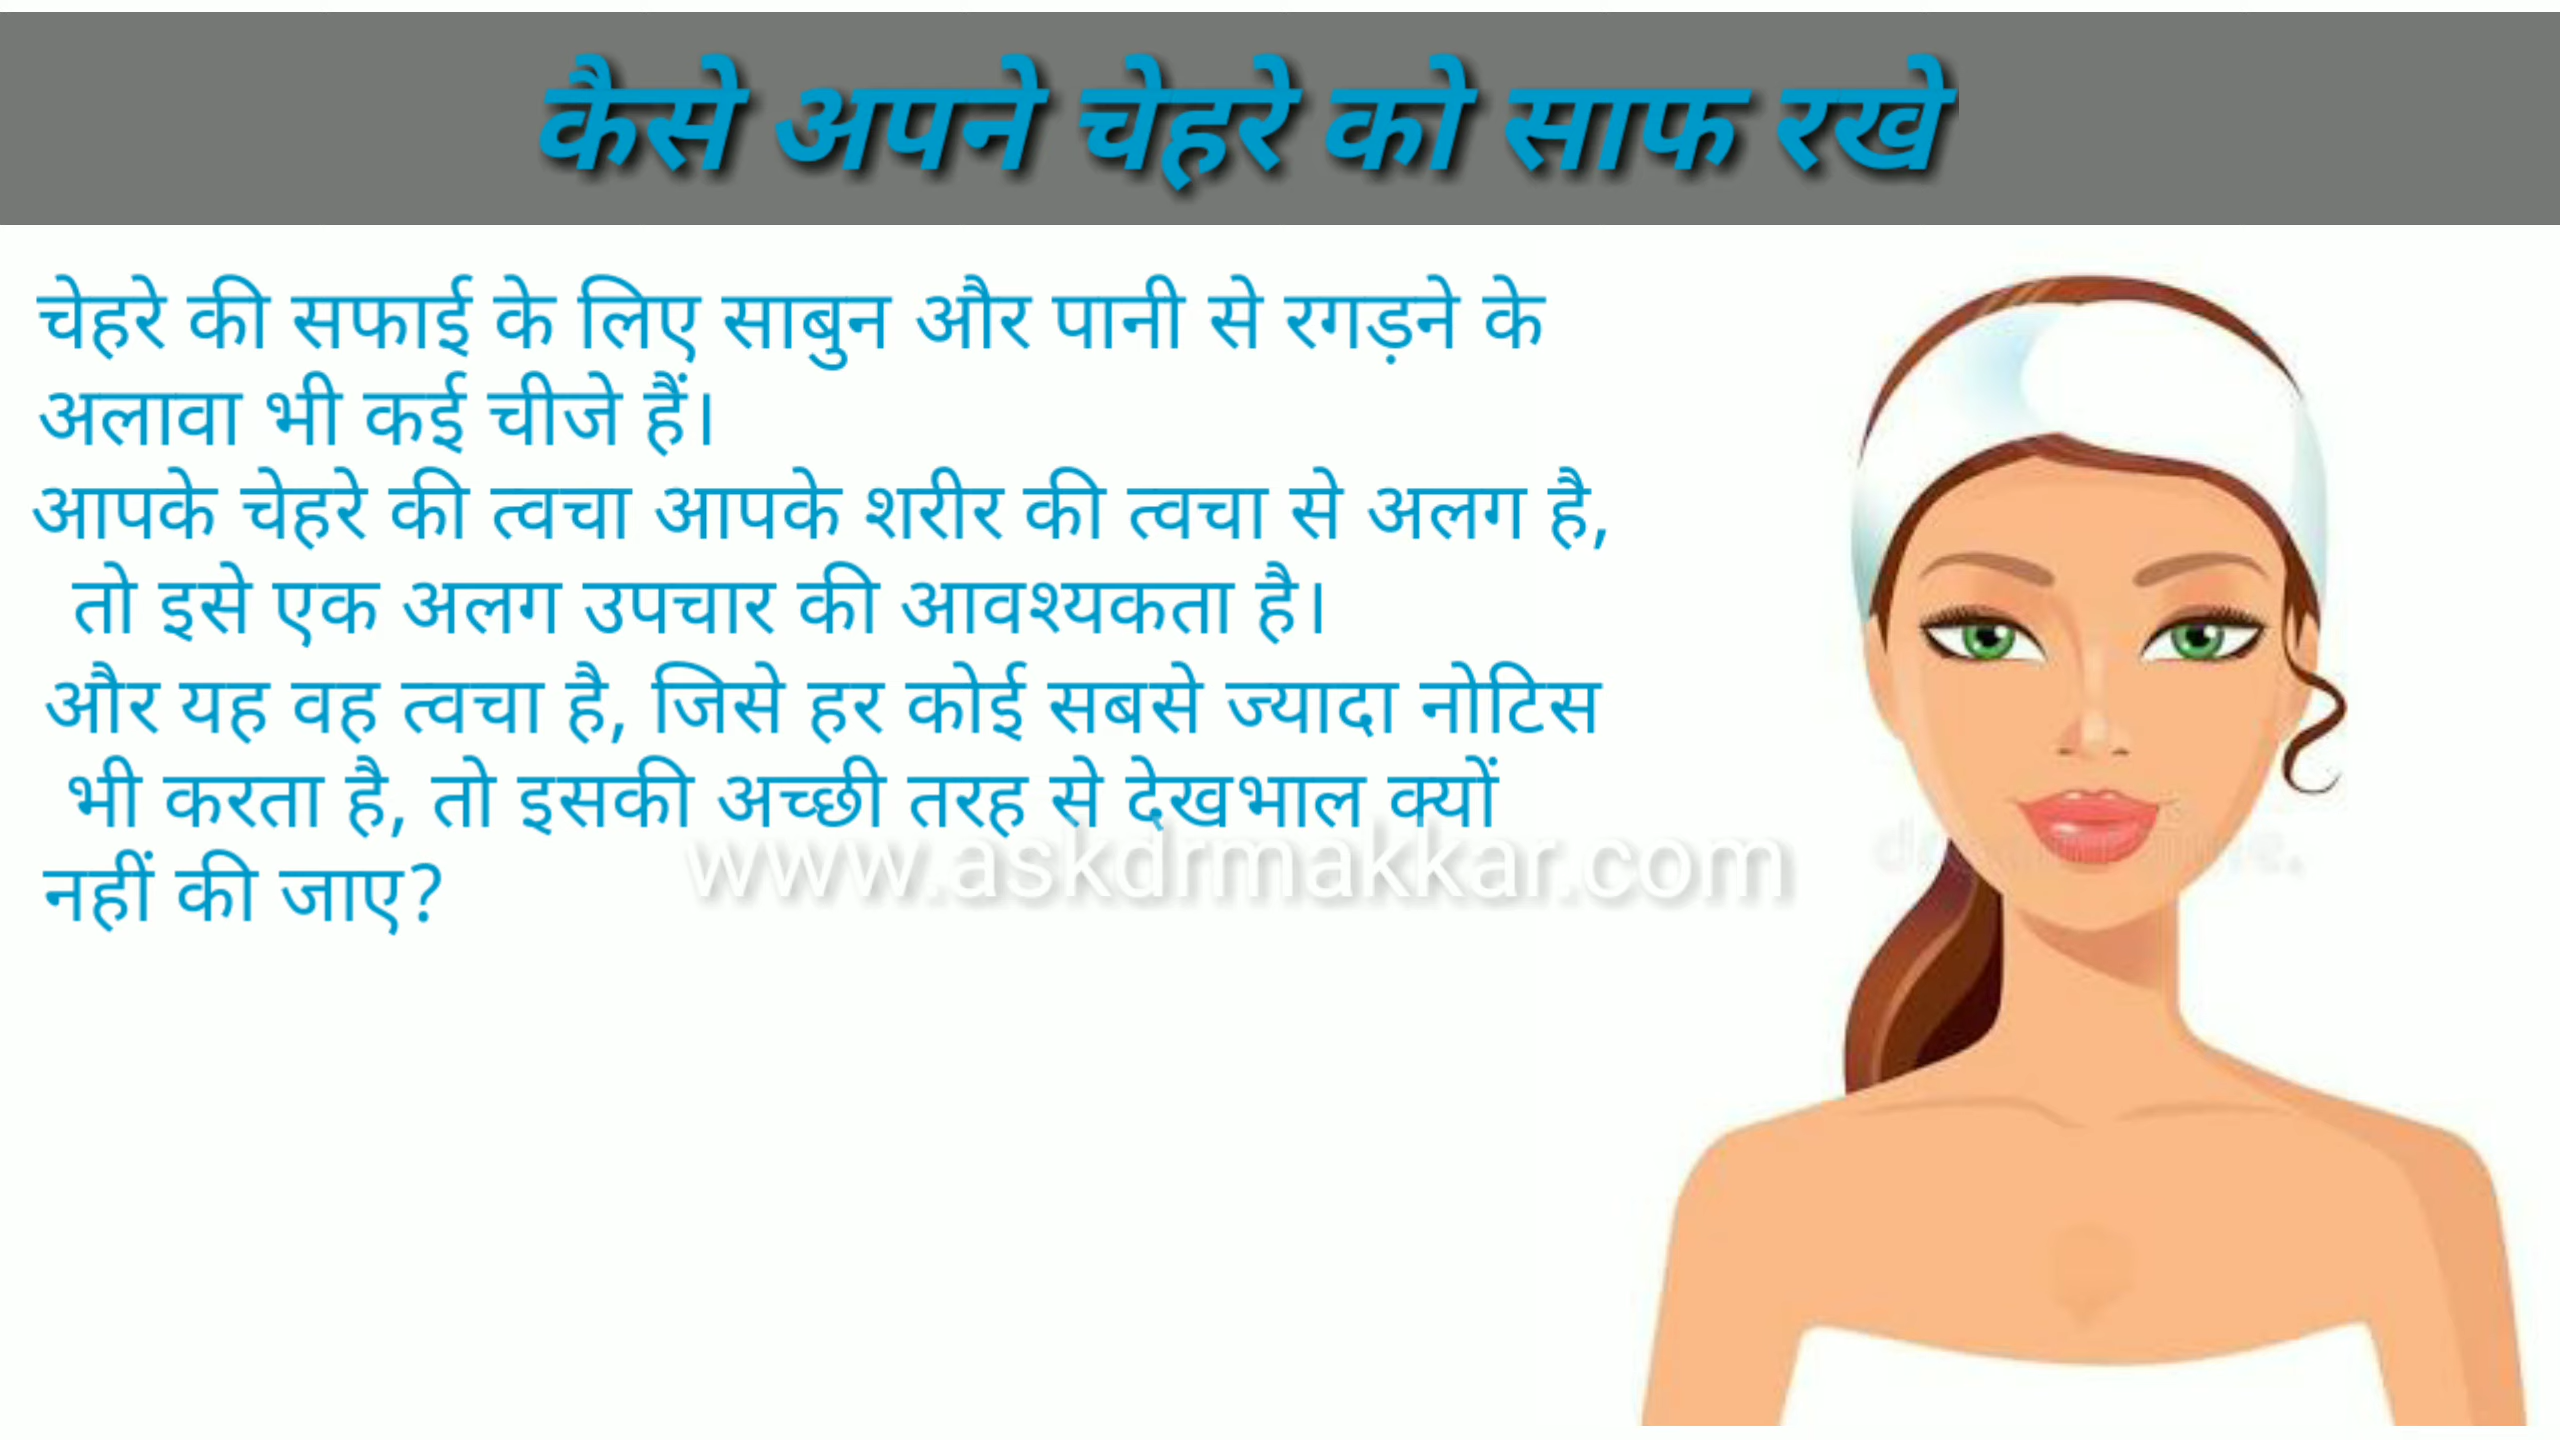 कैसे अपने चेहरे को साफ रखे
चेहरे की सफाई के लिए साबुन और पानी से रगड़ने के
अलावा भी कई चीजे हैं।
आपके चेहरे की त्वचा आपके शरीर की त्वचा से अलग है,
तो इसे एक अलग उपचार की आवश्यकता है।
और यह वह त्वचा है, जिसे हर कोई सबसे ज्यादा नोटिस
भी करता है, तो इसकी अच्छी तरह से देखभाल क्यों
नहीं की जाए?
www.askdrmakkar.com